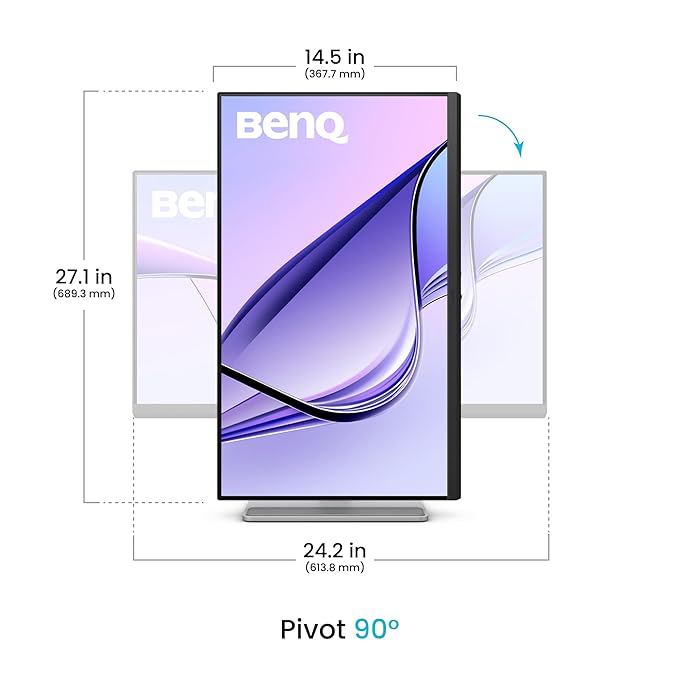 14.5 in
(367.7 mm)
BenQ
BenQ
27.1 in
(689.3 mm)
24.2 in
(613.8 mm)
Pivot 90°